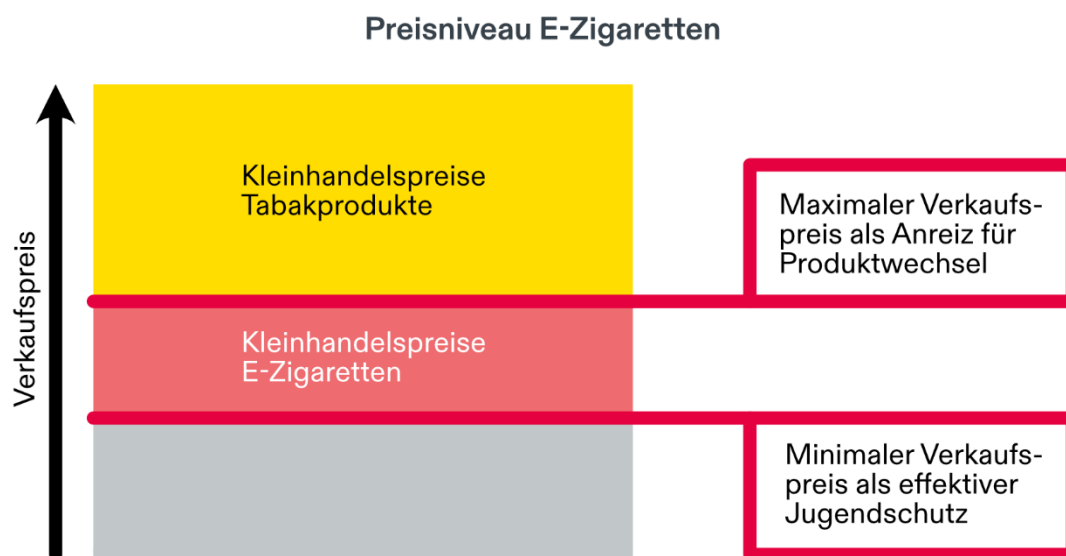 Preisniveau E-Zigaretten
Verkaufspreis
Kleinhandelspreise
Tabakprodukte
Kleinhandelspreise
E-Zigaretten
Maximaler Verkaufs-
preis als Anreiz für
Produktwechsel
Minimaler Verkaufs-
preis als effektiver
Jugendschutz